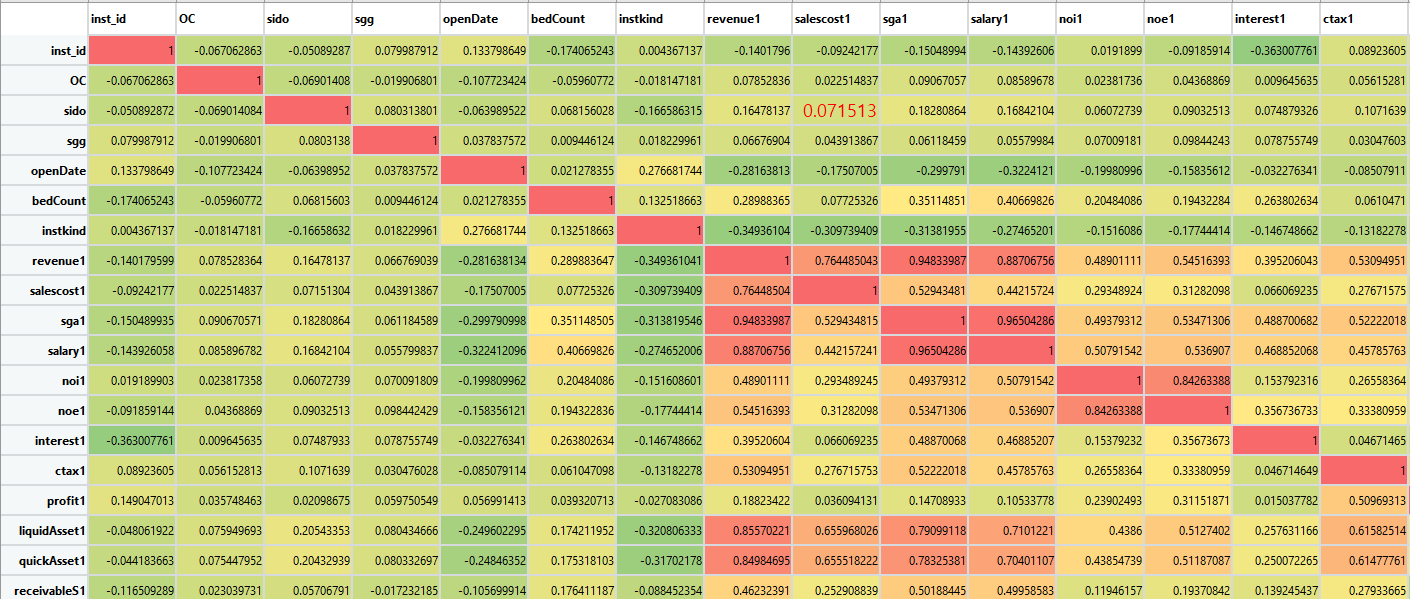 inst_id OC sido sgg openDate bedCount instkind revenue1 salescost1 sga1 salary1 noi1 noe1 interest1 ctax1
inst_id 1 -0.067062863 -0.05089287 0.079987912 0.133798649 -0.174065243 0.004367137 -0.1401796 -0.09242177 -0.15048994 -0.14392606 0.0191899 -0.09185914 -0.363007761 0.08923605
OC -0.067062863 1 -0.06901408 -0.019906801 -0.107723424 -0.05960772 -0.018147181 0.07852836 0.022514837 0.09067057 0.08589678 0.02381736 0.04368869 0.009645635 0.05615281
sido -0.050892872 -0.069014084 1 0.080313801 -0.063989522 0.068156028 -0.166586315 0.16478137 0.071513 0.18280864 0.16842104 0.06072739 0.09032513 0.074879326 0.1071639
sgg 0.079987912 -0.019906801 0.0803138 1 0.037837572 0.009446124 0.018229961 0.06676904 0.043913867 0.06118459 0.05579984 0.07009181 0.09844243 0.078755749 0.03047603
openDate 0.133798649 -0.107723424 -0.06398952 0.037837572 1 0.021278355 0.276681744 -0.28163813 -0.17507005 -0.299791 -0.3224121 -0.19980996 -0.15835612 -0.032276341 -0.08507911
bedCount -0.174065243 -0.05960772 0.06815603 0.009446124 0.021278355 1 0.132518663 0.28988365 0.07725326 0.35114851 0.40669826 0.20484086 0.19432284 0.263802634 0.0610471
instkind 0.004367137 -0.018147181 -0.16658632 0.018229961 0.276681744 0.132518663 1 -0.34936104 -0.309739409 -0.31381955 -0.27465201 -0.1516086 -0.17744414 -0.146748662 -0.13182278
revenue1 -0.140179599 0.078528364 0.16478137 0.066769039 -0.281638134 0.289883647 -0.349361041 1 0.764485043 0.94833987 0.88706756 0.48901111 0.54516393 0.395206043 0.53094951
salescost1 -0.09242177 0.022514837 0.07151304 0.043913867 -0.17507005 0.07725326 -0.309739409 0.76448504 1 0.52943481 0.44215724 0.29348924 0.31282098 0.066069235 0.27671575
sga1 -0.150489935 0.090670571 0.18280864 0.061184589 -0.299790998 0.351148505 -0.313819546 0.94833987 0.529434815 1 0.96504286 0.49379312 0.53471306 0.488700682 0.52222018
salary1 -0.143926058 0.085896782 0.16842104 0.055799837 -0.322412096 0.40669826 -0.274652006 0.88706756 0.442157241 0.96504286 1 0.50791542 0.536907 0.468852068 0.45785763
noi1 0.019189903 0.023817358 0.06072739 0.070091809 -0.199809962 0.20484086 -0.151608601 0.48901111 0.293489245 0.49379312 0.50791542 1 0.84263388 0.153792316 0.26558364
noe1 -0.091859144 0.04368869 0.09032513 0.098442429 -0.158356121 0.194322836 -0.17744414 0.54516393 0.31282098 0.53471306 0.536907 0.84263388 1 0.356736733 0.33380959
interest1 -0.363007761 0.009645635 0.07487933 0.078755749 -0.032276341 0.263802634 -0.146748662 0.39520604 0.066069235 0.48870068 0.46885207 0.15379232 0.35673673 1 0.04671465
ctax1 0.08923605 0.056152813 0.1071639 0.030476028 -0.085079114 0.061047098 -0.13182278 0.53094951 0.276715753 0.52222018 0.45785763 0.26558364 0.33380959 0.046714649 1
profit1 0.149047013 0.035748463 0.02098675 0.059750549 0.056991413 0.039320713 -0.027083086 0.18823422 0.036094131 0.14708933 0.10533778 0.23902493 0.31151871 0.015037782 0.50969313
liquidAsset1 -0.048061922 0.075949693 0.20543353 0.080434666 -0.249602295 0.174211952 -0.320806333 0.85570221 0.655968026 0.79099118 0.7101221 0.4386 0.5127402 0.257631166 0.61582514
quickAsset1 -0.044183663 0.075447952 0.20432939 0.080332697 -0.24846352 0.175318103 -0.31702178 0.84984695 0.655518222 0.78325381 0.70401107 0.43854739 0.51187087 0.250072265 0.61477761
receivableS1 -0.116509289 0.023039731 0.05706791 -0.017232185 -0.105699914 0.176411187 -0.088452354 0.46232391 0.252908839 0.50188445 0.49958583 0.11946157 0.19370842 0.139245437 0.27933665